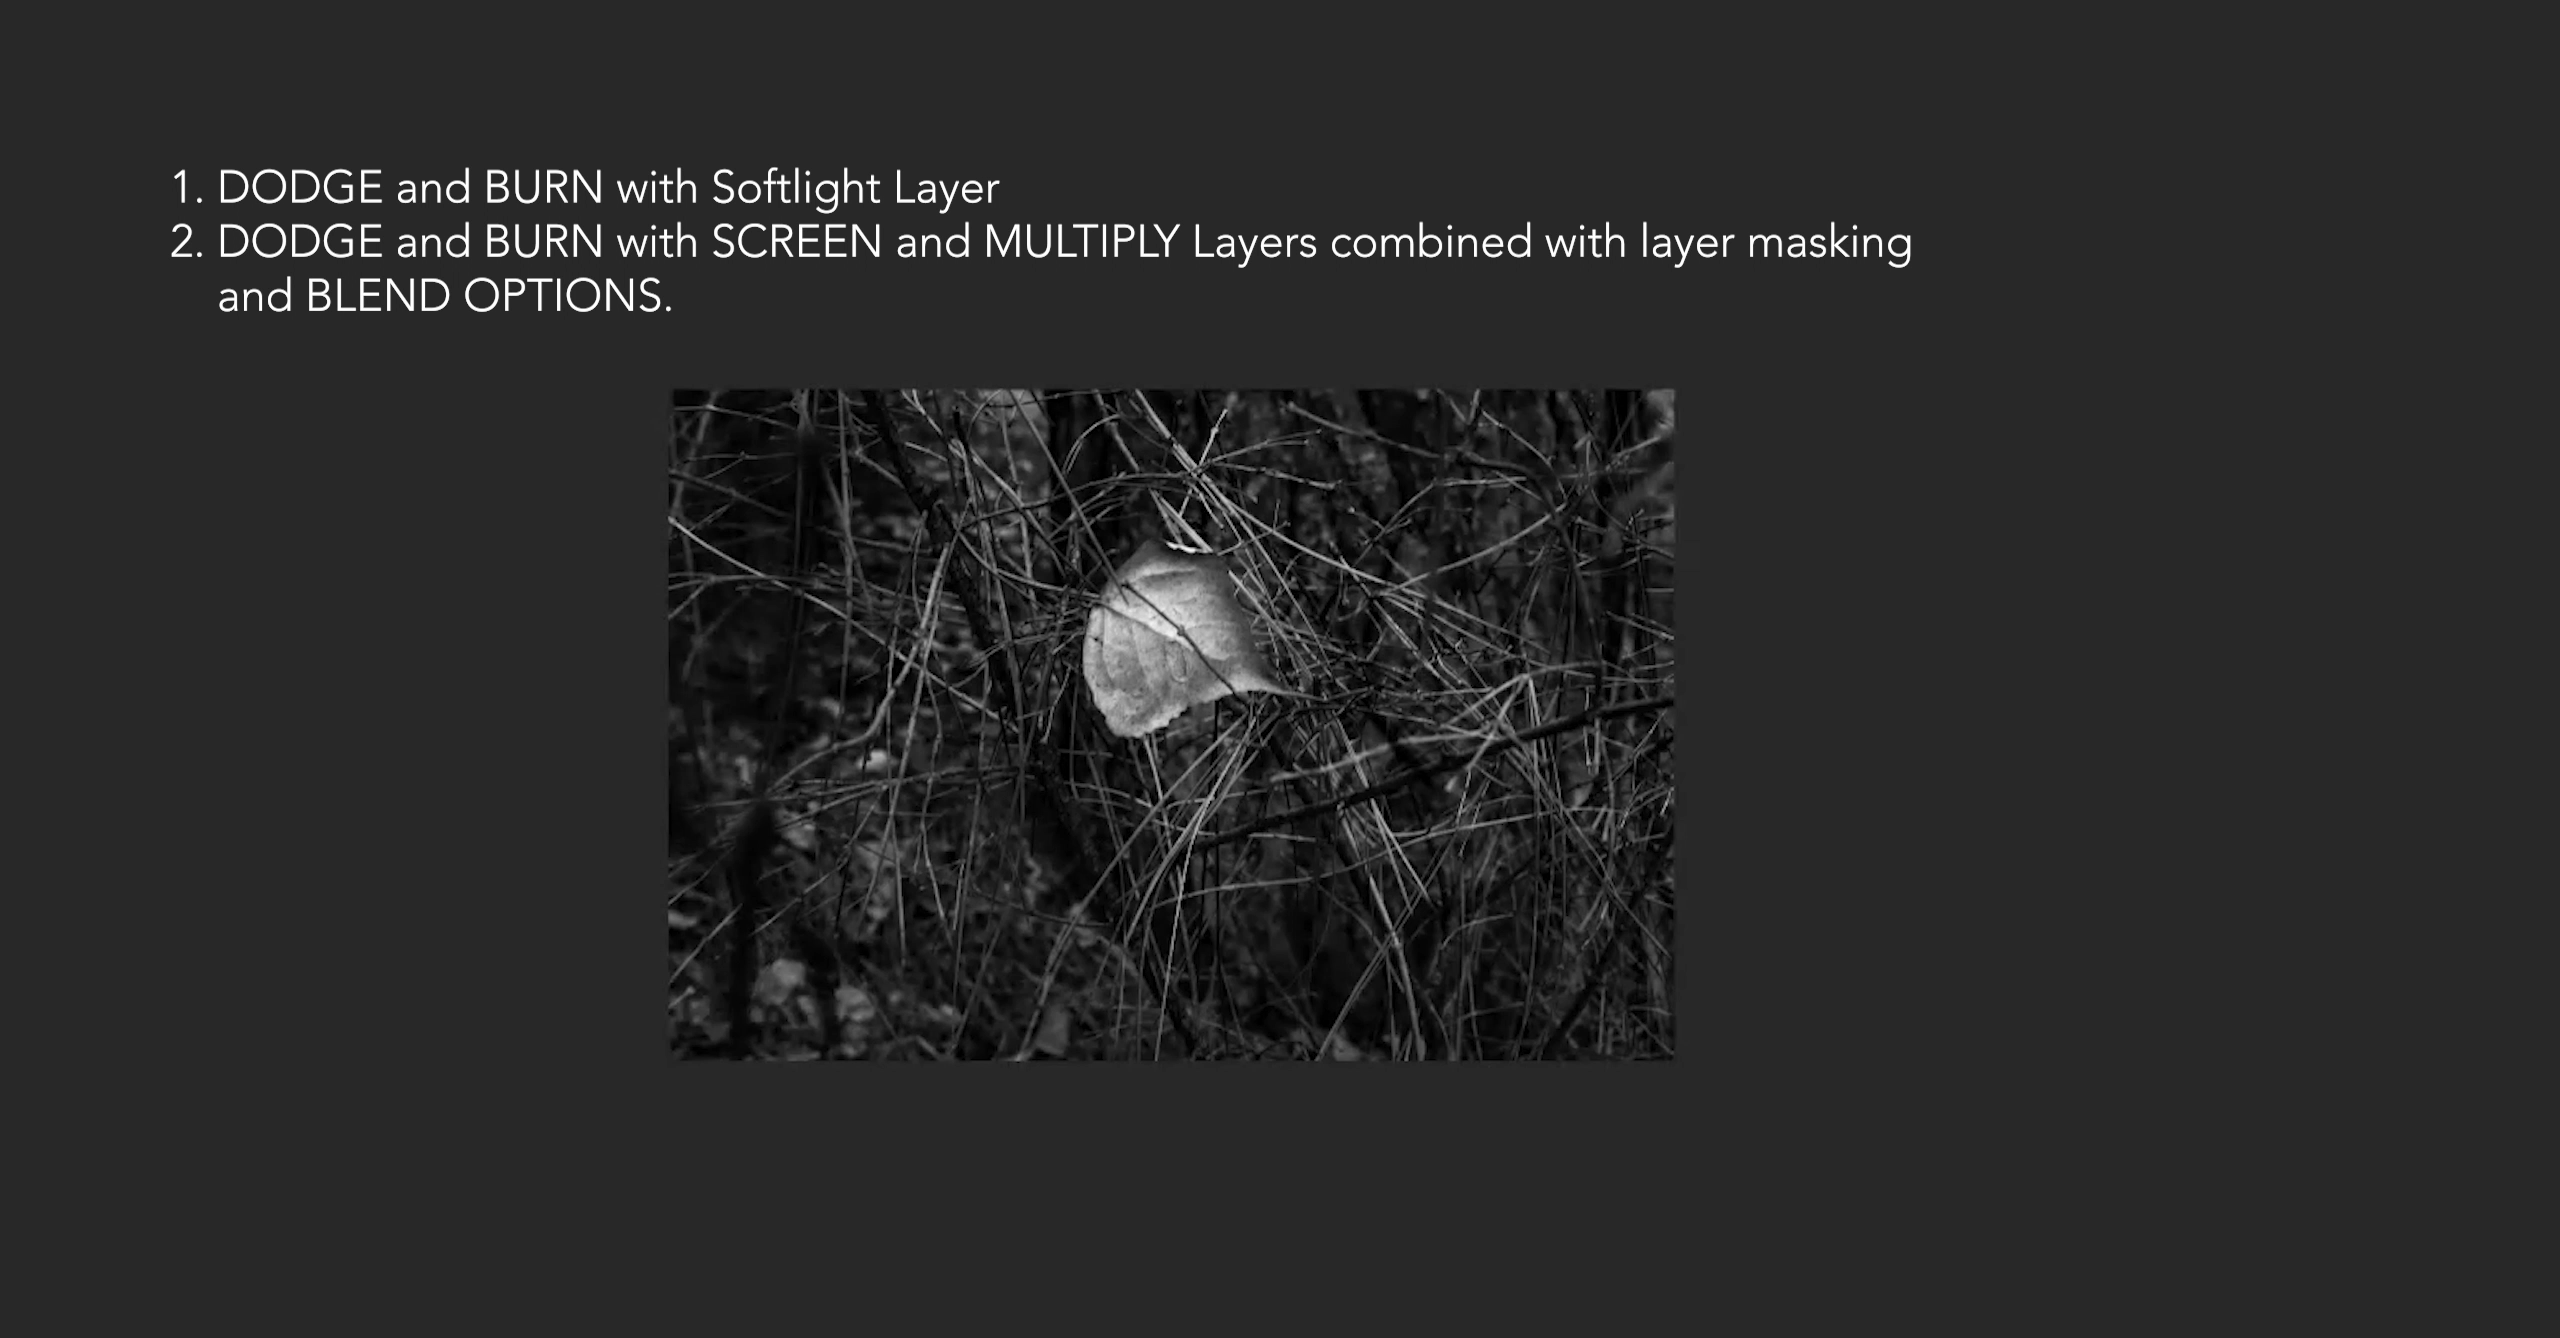 1. DODGE and BURN with Softlight Layer
2. DODGE and BURN with SCREEN and MULTIPLY Layers combined with layer masking
and BLEND OPTIONS.